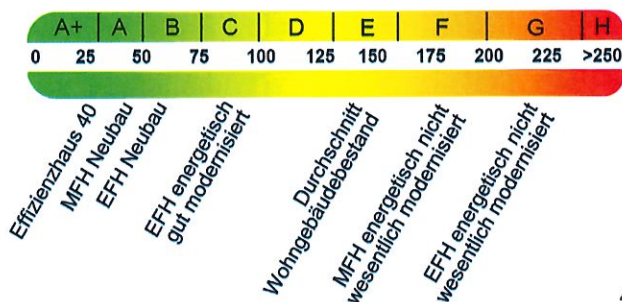 A+ A B C D E F G H
0 25 50 75 100 125 150 175 200 225 >250
Effizienzhaus 40
MFH Neubau
EFH Neubau
EFH energetisch
gut modernisiert
Durchschnitt
Wohngebäudebestand
MFH energetisch nicht
wesentlich modernisiert
EFH energetisch nicht
wesentlich modernisiert